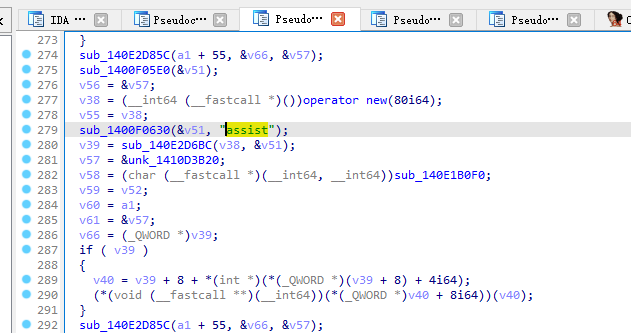 IDA
Pseudoc⋯
Pseudo⋯
Pseudo⋯
Pseudo⋯
273 }
274 sub_140E2D85C(a1 + 55, &v66, &v57);
275 sub_1400F05E0(&v51);
276 v56 = &v57;
277 v38 = (__int64 (__fastcall *)())operator new(80i64);
278 v55 = v38;
279 sub_1400F0630(&v51, "assist");
280 v39 = sub_140E2D6BC(v38, &v51);
281 v57 = &unk_1410D3B20;
282 v58 = (char (__fastcall *)(__int64, __int64))sub_140E1B0F0;
283 v59 = v52;
284 v60 = a1;
285 v61 = &v57;
286 v66 = (_QWORD *)v39;
287 if ( v39 )
288 {
289 v40 = v39 + 8 + *(int *)(*(_QWORD *)(v39 + 8) + 4i64);
290 (*(void (__fastcall **)(__int64))(*(_QWORD *)v40 + 8i64))(v40);
291 }
292 sub_140E2D85C(a1 + 55, &v66, &v57);